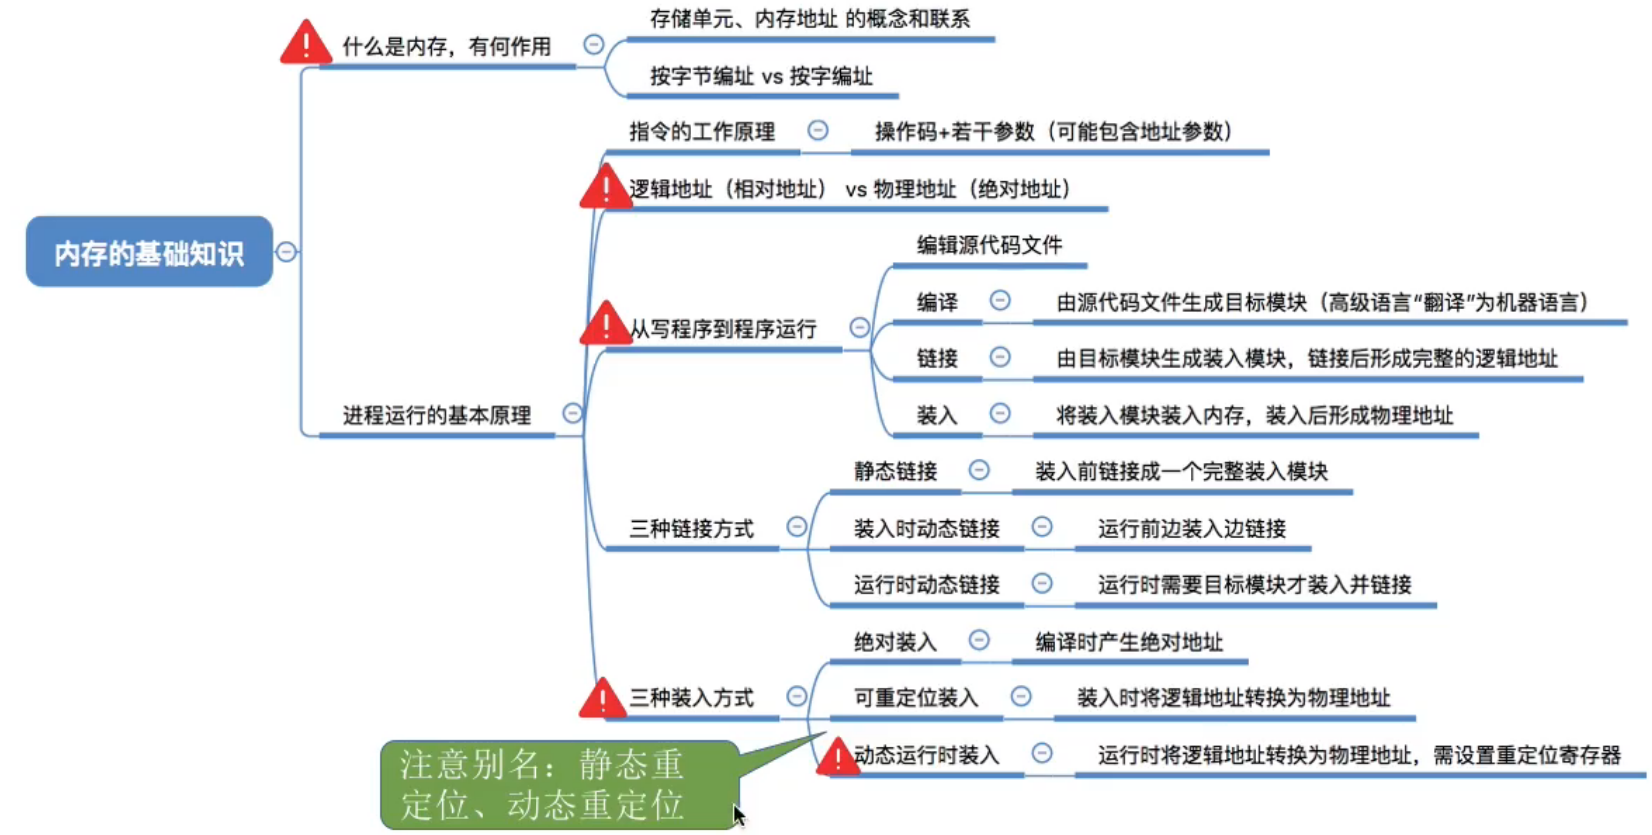 内存的基础知识
什么是内存，有何作用
存储单元、内存地址 的概念和联系
按字节编址 vs 按字编址
进程运行的基本原理
指令的工作原理
操作码+若干参数（可能包含地址参数）
逻辑地址（相对地址） vs 物理地址（绝对地址）
从写程序到程序运行
编辑源代码文件
编译
由源代码文件生成目标模块（高级语言“翻译”为机器语言）
链接
由目标模块生成装入模块，链接后形成完整的逻辑地址
装入
将装入模块装入内存，装入后形成物理地址
三种链接方式
静态链接
装入前链接成一个完整装入模块
装入时动态链接
运行前边装入边链接
运行时动态链接
运行时需要目标模块才装入并链接
三种装入方式
绝对装入
编译时产生绝对地址
可重定位装入
装入时将逻辑地址转换为物理地址
动态运行时装入
运行时将逻辑地址转换为物理地址，需设置重定位寄存器
注意别名：静态重
定位、动态重定位